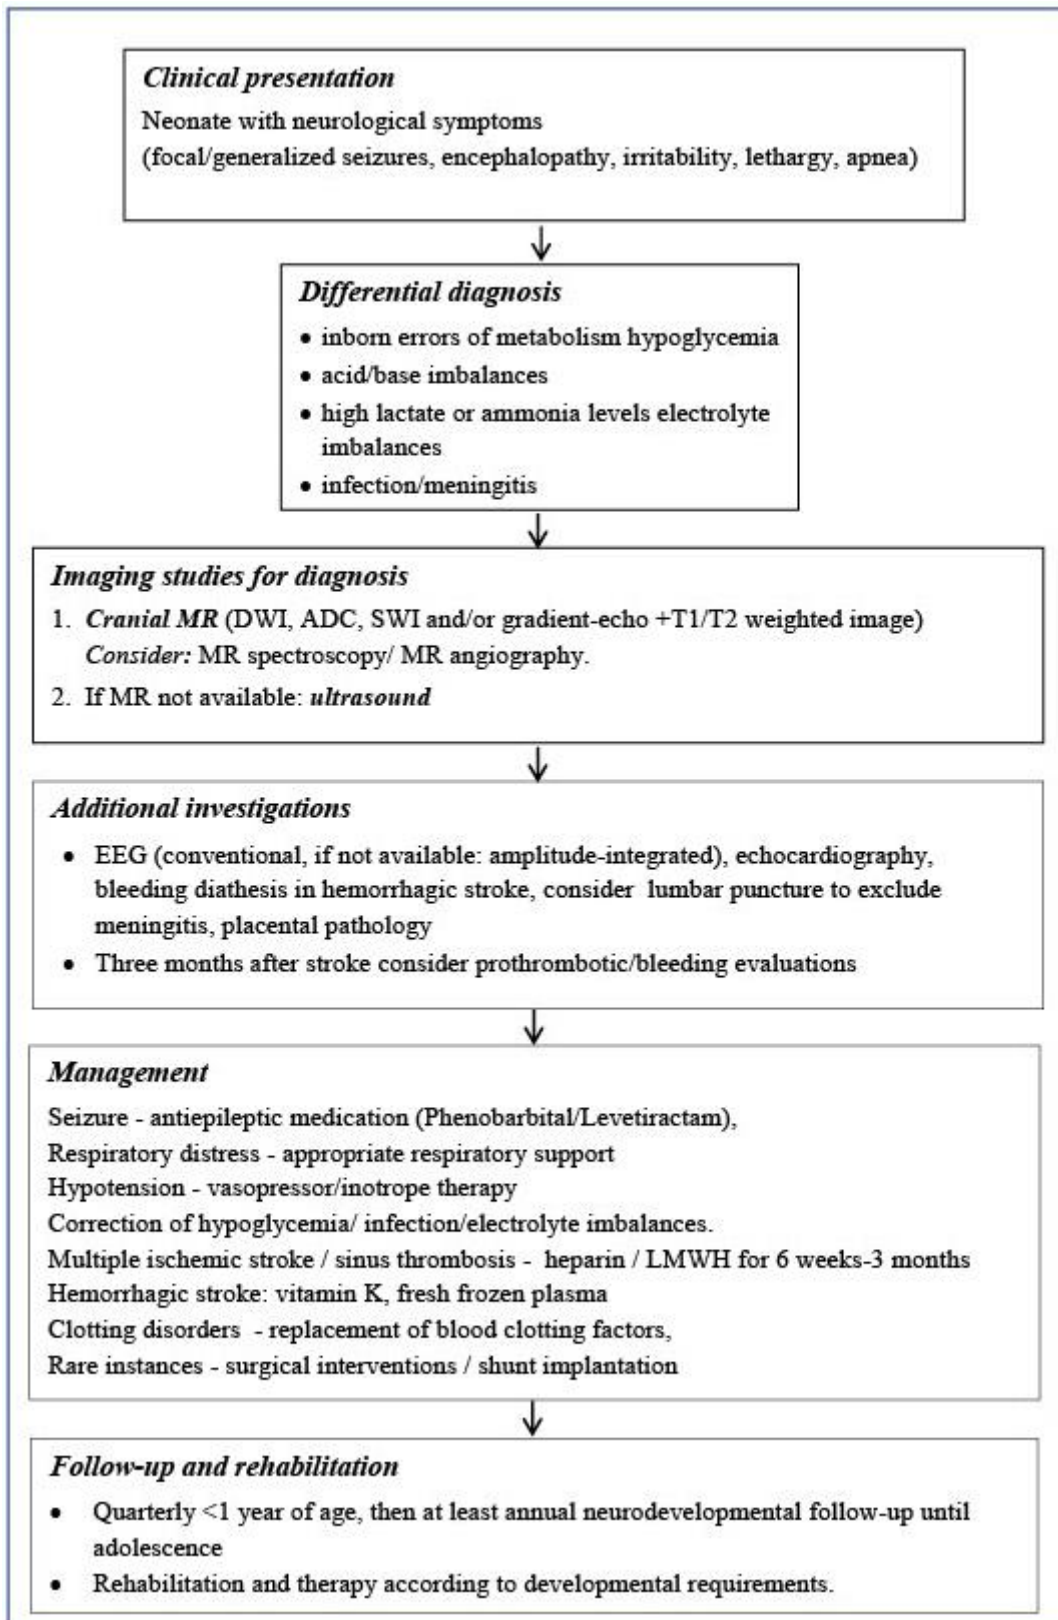 Clinical presentation
Neonate with neurological symptoms
(focal/generalized seizures, encephalopathy, irritability, lethargy, apnea)
Differential diagnosis
• inborn errors of metabolism hypoglycemia
• acid/base imbalances
• high lactate or ammonia levels electrolyte
imbalances
• infection/meningitis
Imaging studies for diagnosis
1. Cranial MR (DWI, ADC, SWI and/or gradient-echo +T1/T2 weighted image)
Consider: MR spectroscopy/ MR angiography.
2. If MR not available: ultrasound
Additional investigations
• EEG (conventional, if not available: amplitude-integrated), echocardiography,
bleeding diathesis in hemorrhagic stroke, consider lumbar puncture to exclude
meningitis, placental pathology
• Three months after stroke consider prothrombotic/bleeding evaluations
Management
Seizure - antiepileptic medication (Phenobarbital/Levetiractam),
Respiratory distress - appropriate respiratory support
Hypotension - vasopressor/inotrope therapy
Correction of hypoglycemia/ infection/electrolyte imbalances.
Multiple ischemic stroke / sinus thrombosis - heparin / LMWH for 6 weeks-3 months
Hemorrhagic stroke: vitamin K, fresh frozen plasma
Clotting disorders - replacement of blood clotting factors,
Rare instances - surgical interventions / shunt implantation
Follow-up and rehabilitation
• Quarterly <1 year of age, then at least annual neurodevelopmental follow-up until
adolescence
• Rehabilitation and therapy according to developmental requirements.